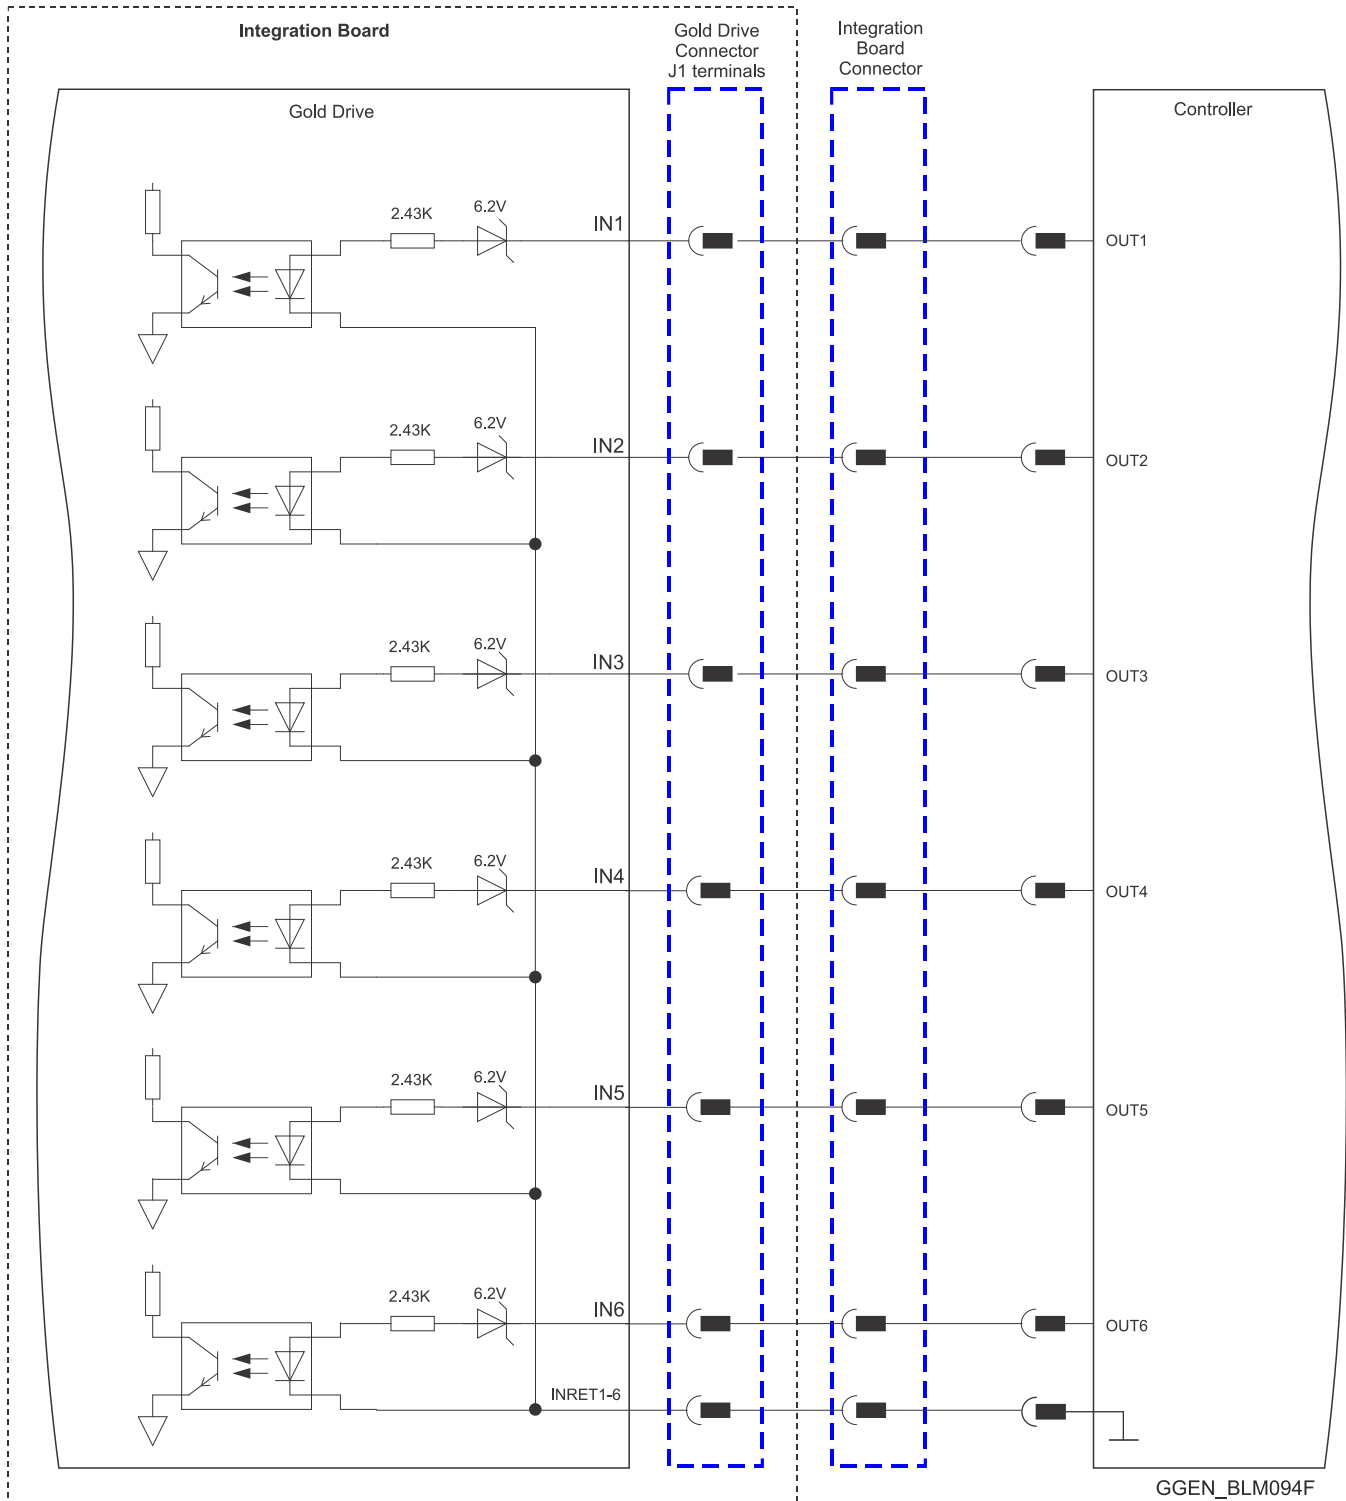 Integration Board
Gold Drive
Connector
J1 terminals
Integration
Board
Connector
Gold Drive
Controller
2.43K
6.2V
IN1
OUT1
2.43K
6.2V
IN2
OUT2
2.43K
6.2V
IN3
OUT3
2.43K
6.2V
IN4
OUT4
2.43K
6.2V
IN5
OUT5
2.43K
6.2V
IN6
OUT6
INRET1-6
GGEN_BLM094F